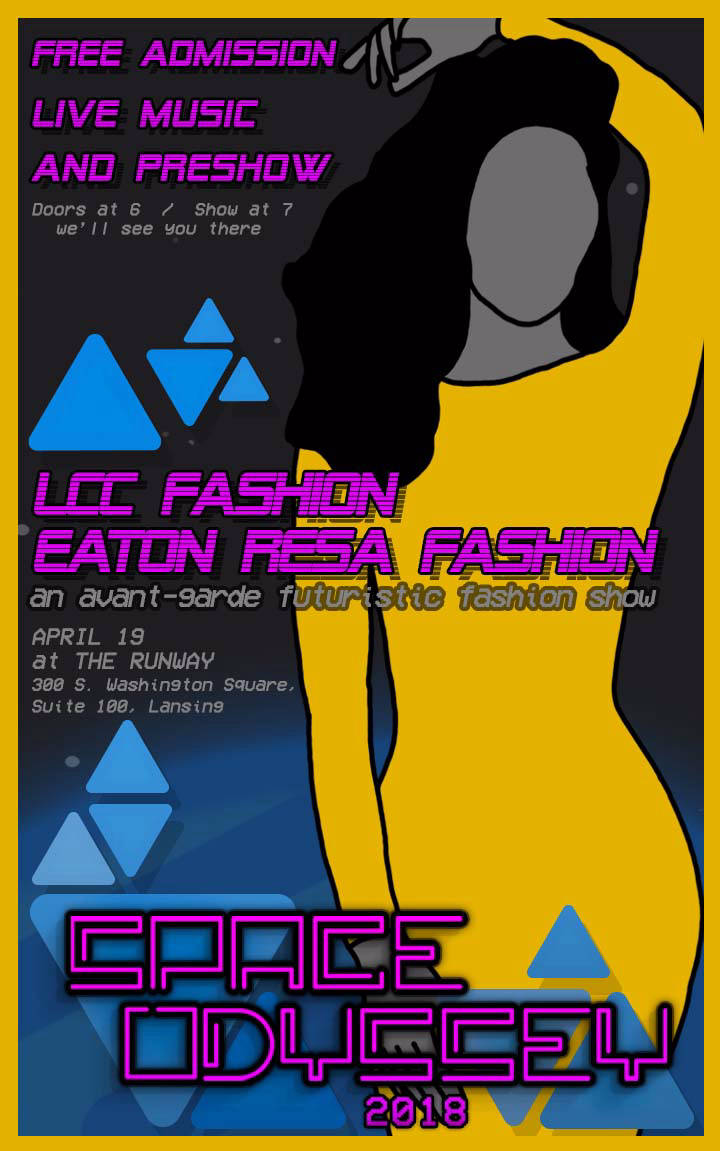 FREE ADMISSION
LIVE MUSIC
AND PRESHOW
Doors at 6 / Show at 7
we'll see you there
LCC FASHION
EATON RESA FASHION
an avant-garde futuristic fashion show
APRIL 19
at THE RUNWAY
300 S. Washington Square,
Suite 100, Lansing
SPACE
ODYSSEY
2018